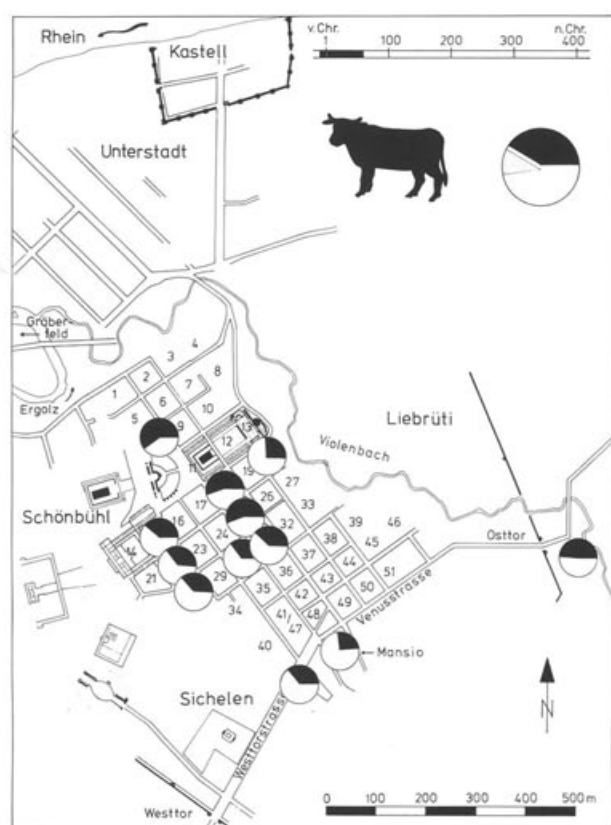 v. Chr.
n. Chr.
1
100
200
300
400
Rhein
Kastell
Unterstadt
Gräber-
feld
Ergolz
3
4
2
8
1
7
6
5
10
9
13
12
11
19
Violenbach
Liebrüti
Schönbühl
27
17
26
33
16
24
32
39
46
14
38
45
Osttor
23
37
44
21
29
36
43
50
51
35
42
49
34
41/
47
48
Venusstrasse
40
Mansio
Sichelen
Westtorstrasse
N
Westtor
0
100
200
300
400
500 m